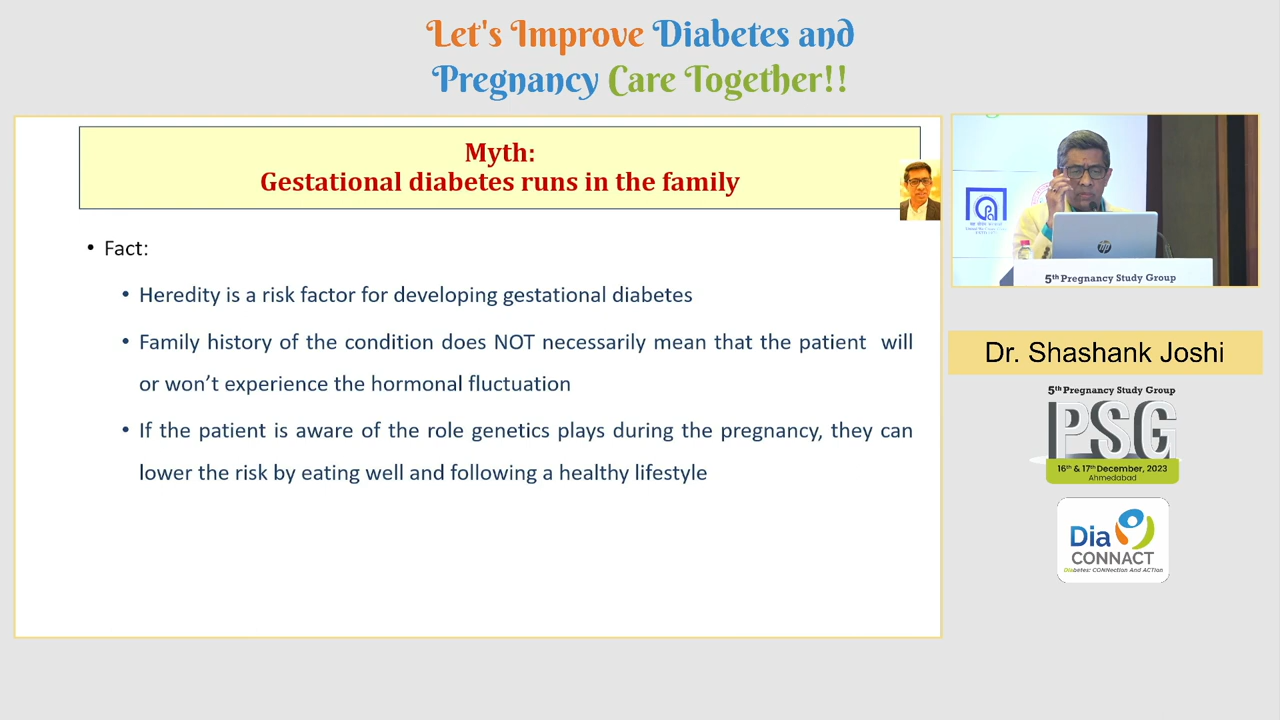 Let's Improve Diabetes and
Pregnancy Care Together!!
Myth:
Gestational diabetes runs in the family
• Fact:
• Heredity is a risk factor for developing gestational diabetes
• Family history of the condition does NOT necessarily mean that the patient will
or won't experience the hormonal fluctuation
• If the patient is aware of the role genetics plays during the pregnancy, they can
lower the risk by eating well and following a healthy lifestyle
hp
5th Pregnancy Study Group
Dr. Shashank Joshi
5th Pregnancy Study Group
PSG
16th & 17th December, 2023
Ahmedabad
Dia
CONNACT
Diabetes: CONNection And ACTion